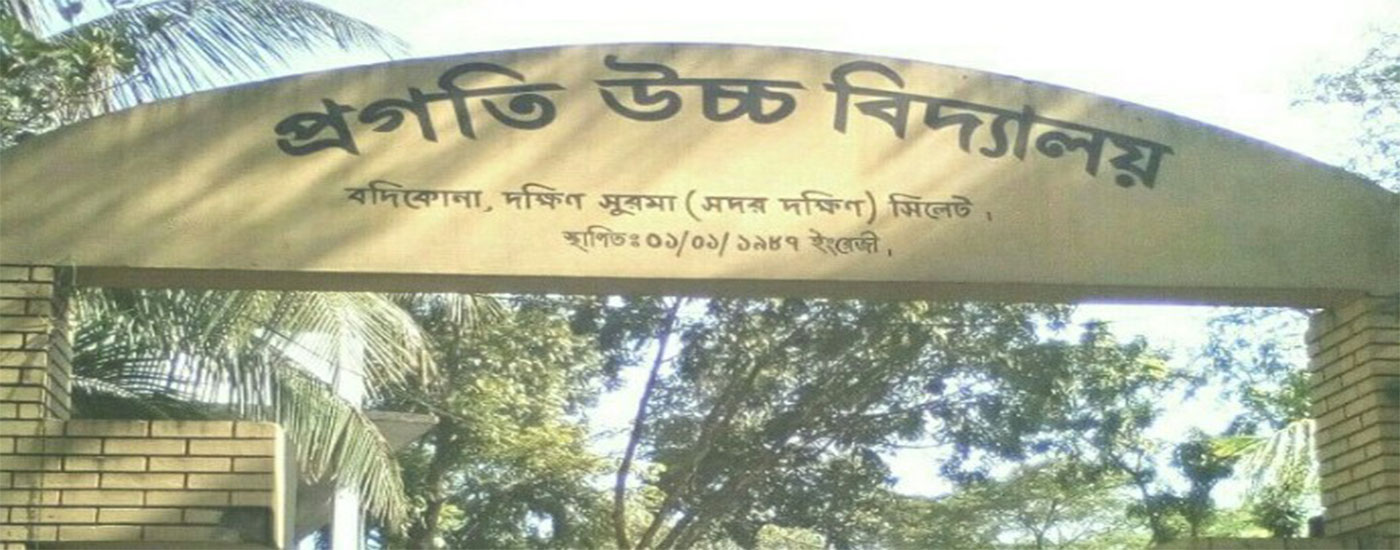 প্রগতি উচ্চ বিদ্যালয়
বদিকোনা, দক্ষিণ সুরমা (সদর দক্ষিণ) সিলেট।
স্থাপিতঃ ০১/০১/১৯৪৭ ইংরেজী।